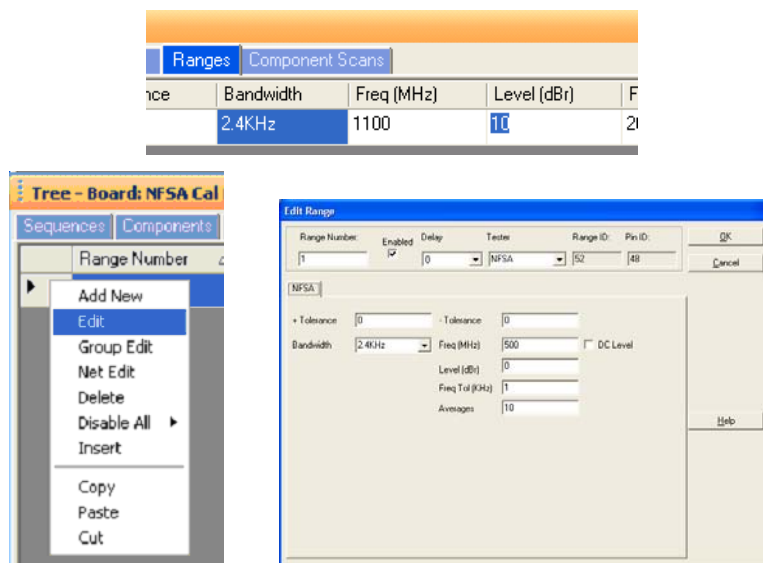 Ranges Component Scans
nce Bandwidth Freq (MHz) Level (dBr) F
2.4KHz 1100 10 20
Tree - Board: NFSA Cal
Sequences Components
Range Number
Add New
Edit
Group Edit
Net Edit
Delete
Disable All
Insert
Copy
Paste
Cut
Edit Range
Range Number: Enabled Delay Tester Range ID: Pin ID: OK
1 0 NFSA 52 48 Cancel
NFSA
+ Tolerance 0 - Tolerance 0
Bandwidth 2.4KHz Freq (MHz) 500 DC Level
Level (dBr) 0
Freq Tol (KHz) 1
Averages 10
Help